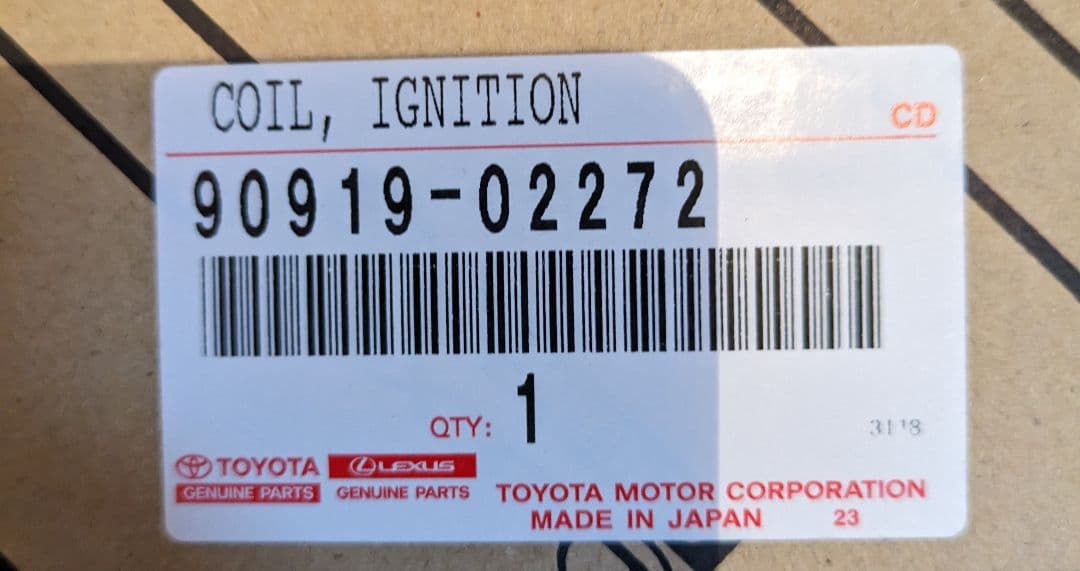 COIL, IGNITION
CD
90919-02272
QTY: 1
TOYOTA LEXUS
GENUINE PARTS GENUINE PARTS
TOYOTA MOTOR CORPORATION
MADE IN JAPAN 23